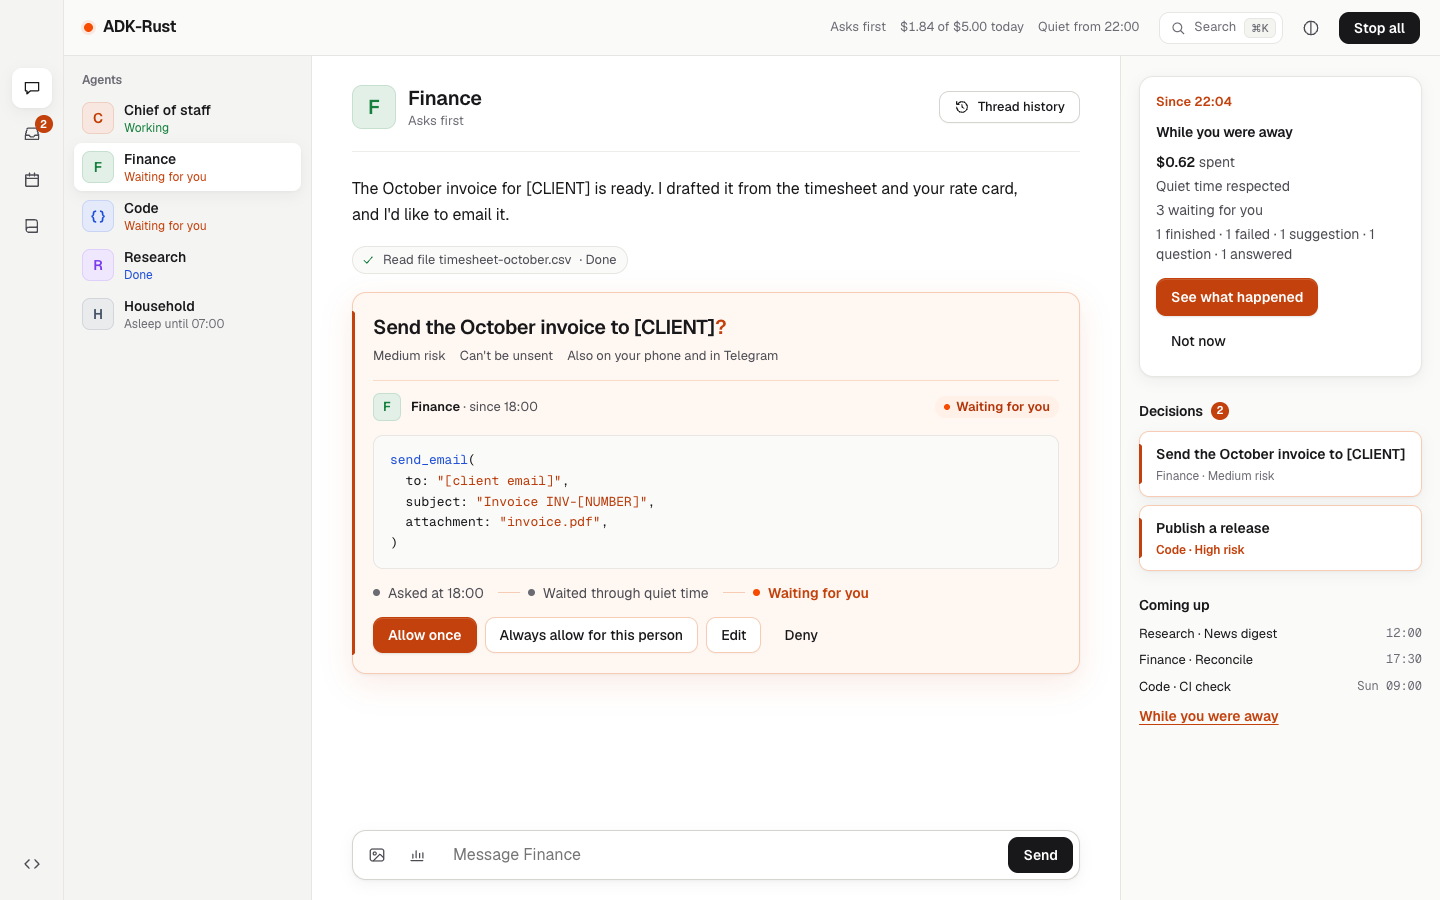 ADK-Rust
Asks first
$1.84 of $5.00 today
Quiet from 22:00
Search ⌘K
Stop all
2
Agents
C
Chief of staff
Working
F
Finance
Waiting for you
{}
Code
Waiting for you
R
Research
Done
H
Household
Asleep until 07:00
F
Finance
Asks first
Thread history
The October invoice for [CLIENT] is ready. I drafted it from the timesheet and your rate card,
and I'd like to email it.
Read file timesheet-october.csv · Done
Send the October invoice to [CLIENT]?
Medium risk Can't be unsent Also on your phone and in Telegram
F
Finance · since 18:00
Waiting for you
send_email(
to: "[client email]",
subject: "Invoice INV-[NUMBER]",
attachment: "invoice.pdf",
)
Asked at 18:00
Waited through quiet time
Waiting for you
Allow once
Always allow for this person
Edit
Deny
Message Finance
Send
Since 22:04
While you were away
$0.62 spent
Quiet time respected
3 waiting for you
1 finished · 1 failed · 1 suggestion · 1
question · 1 answered
See what happened
Not now
Decisions 2
Send the October invoice to [CLIENT]
Finance · Medium risk
Publish a release
Code · High risk
Coming up
Research · News digest 12:00
Finance · Reconcile 17:30
Code · CI check Sun 09:00
While you were away